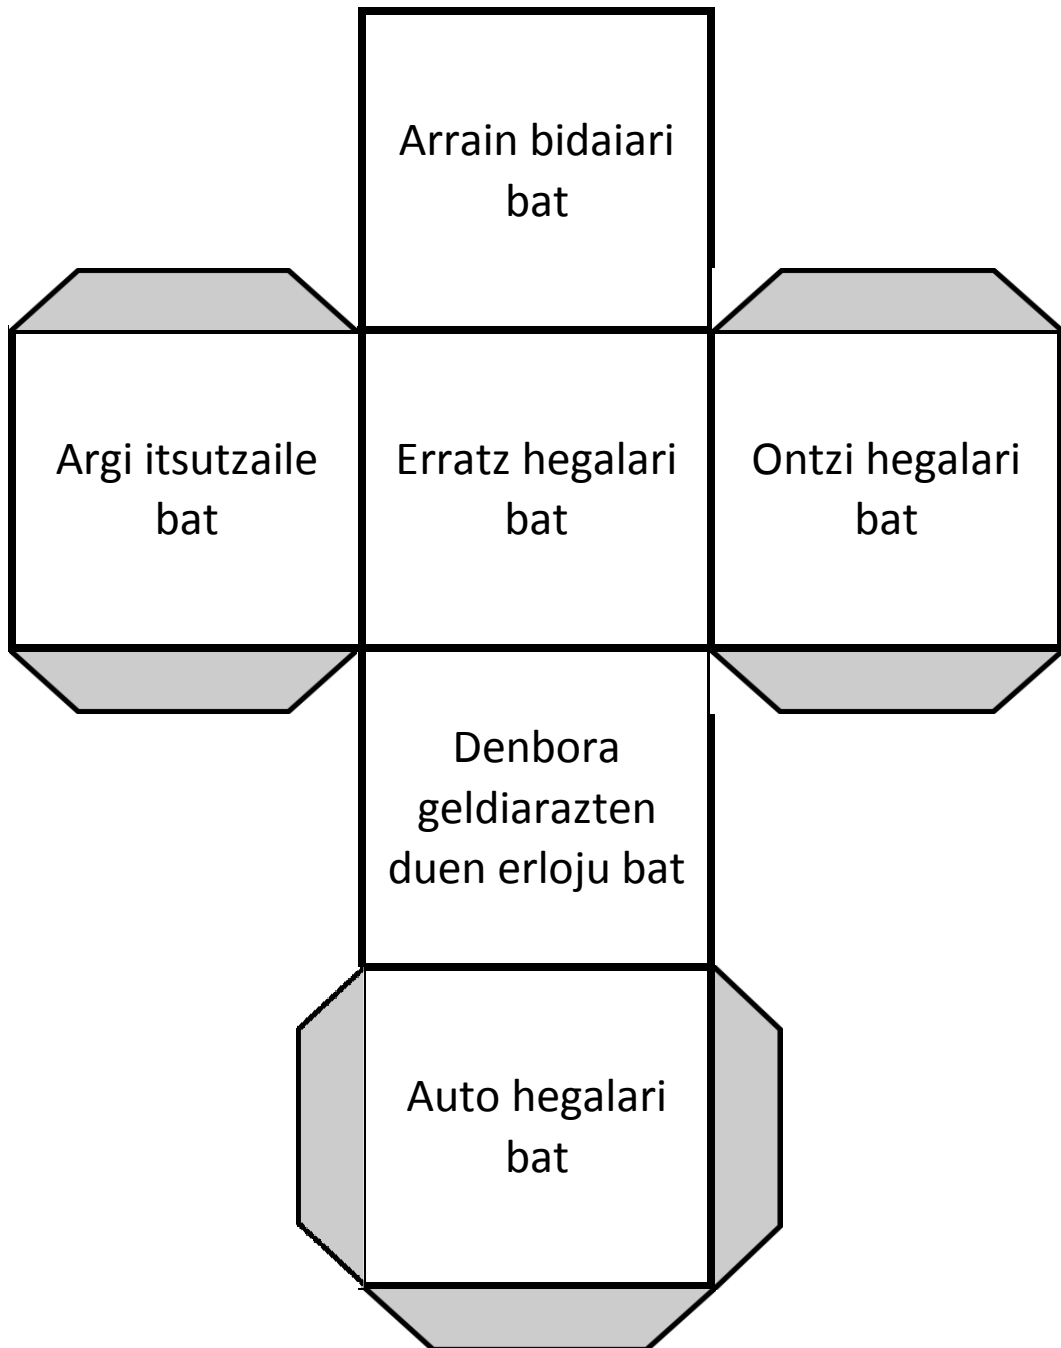 Arrain bidaiari
bat
Argi itsutzaile
bat
Erratz hegalari
bat
Ontzi hegalari
bat
Denbora
geldiarazten
duen erloju bat
Auto hegalari
bat